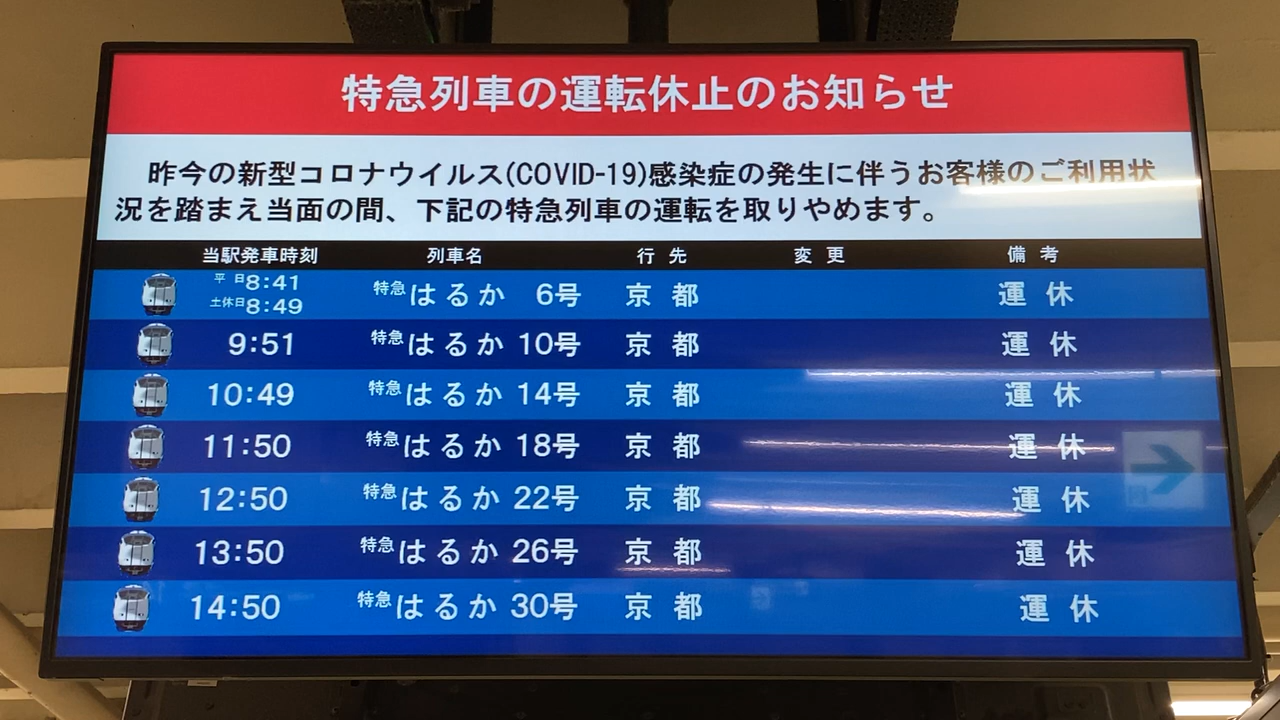 特急列車の運転休止のお知らせ
昨今の新型コロナウイルス(COVID-19)感染症の発生に伴うお客様のご利用状
況を踏まえ当面の間、下記の特急列車の運転を取りやめます。
当駅発車時刻 列車名 行先 変更 備考
平日8:41 土休日8:49 特急はるか 6号 京都 運休
9:51 特急はるか 10号 京都 運休
10:49 特急はるか 14号 京都 運休
11:50 特急はるか 18号 京都 運休
12:50 特急はるか 22号 京都 運休
13:50 特急はるか 26号 京都 運休
14:50 特急はるか 30号 京都 運休